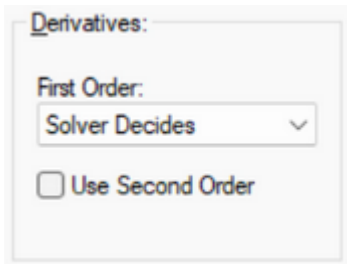 Derivatives:
First Order:
Solver Decides
Use Second Order